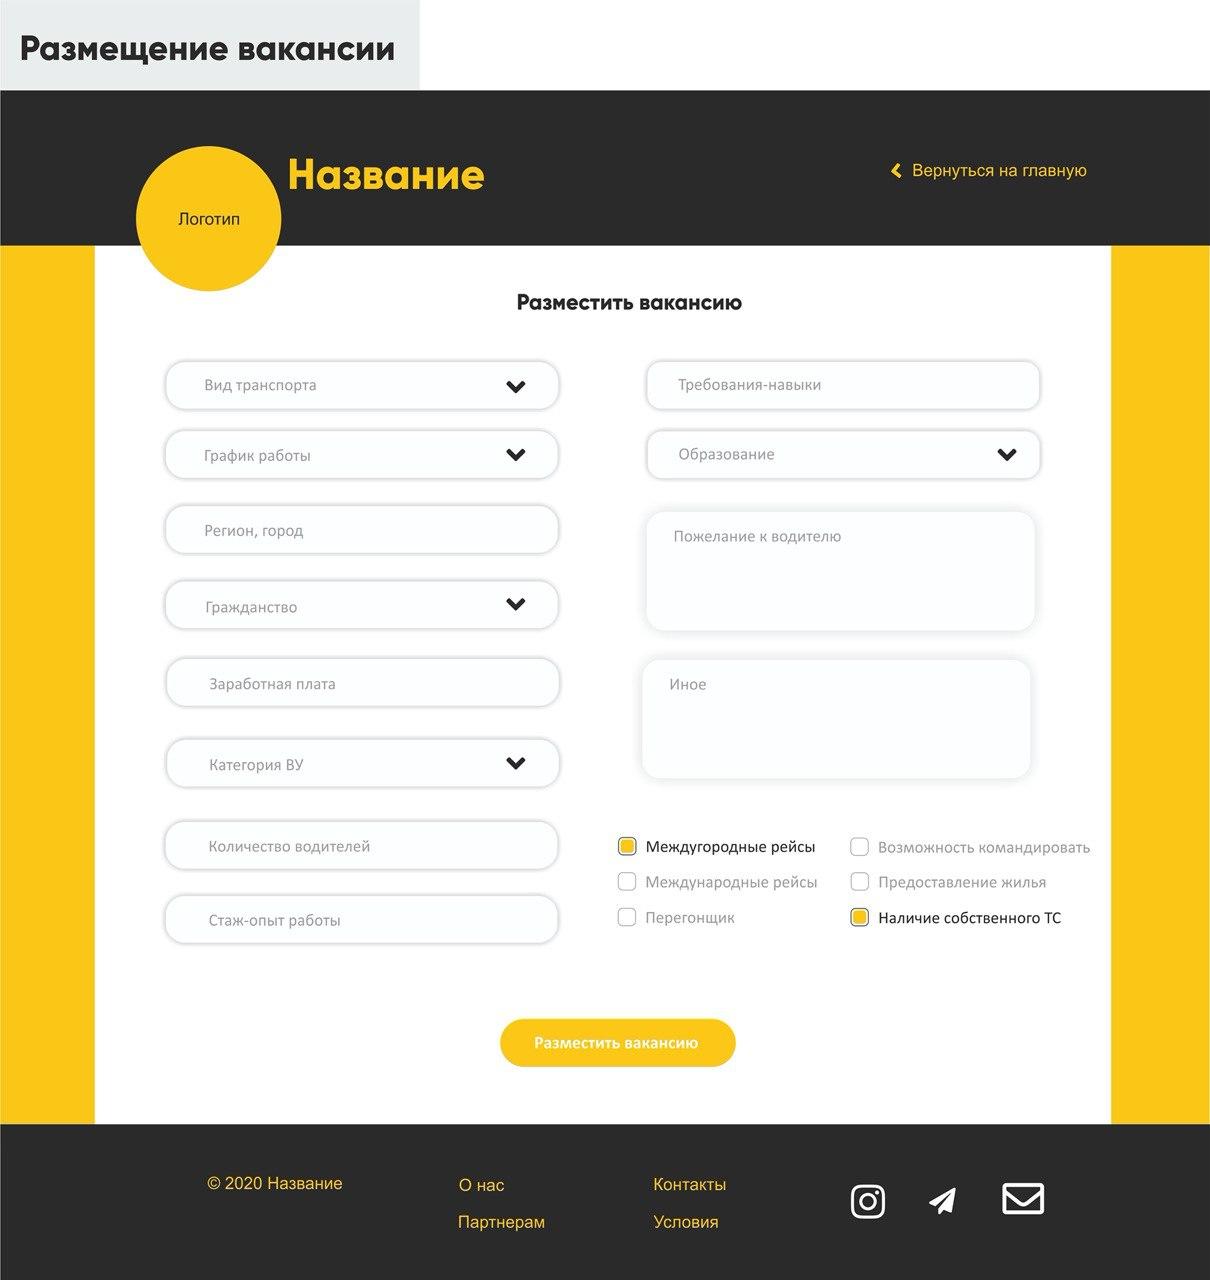 Размещение вакансии
Название
Вернуться на главную
Логотип
Разместить вакансию
Вид транспорта
График работы
Регион, город
Гражданство
Заработная плата
Категория ВУ
Количество водителей
Стаж-опыт работы
Требования-навыки
Образование
Пожелание к водителю
Иное
Междугородные рейсы
Международные рейсы
Перегонщик
Возможность командировать
Предоставление жилья
Наличие собственного ТС
Разместить вакансию
© 2020 Название
О нас
Партнерам
Контакты
Условия